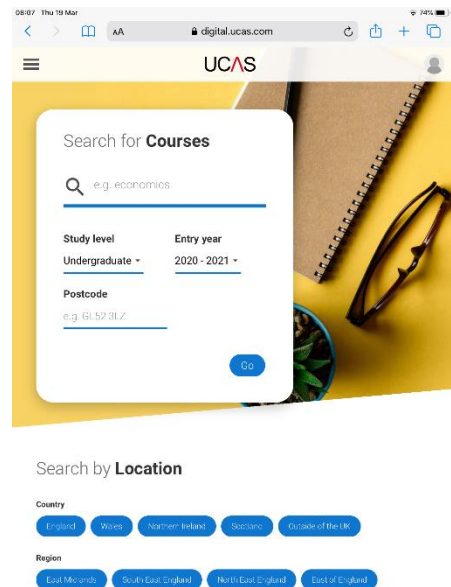 08:07 Thu 19 Mar
74%
AA
digital.ucas.com
UCAS
Search for Courses
e.g. economics
Study level Entry year
Undergraduate 2020 - 2021
Postcode
e.g. GL52 3LZ
Go
Search by Location
Country
England Wales Northern Ireland Scotland Outside of the UK
Region
East Midlands South East England North East England East of England